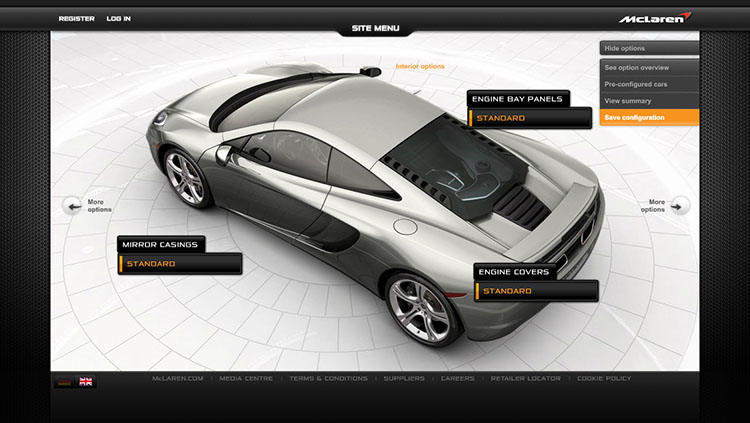 REGISTER LOG IN
SITE MENU
McLaren
Interior options
Hide options
See option overview
Pre-configured cars
View summary
Save configuration
ENGINE BAY PANELS
STANDARD
More
options
More
options
MIRROR CASINGS
STANDARD
ENGINE COVERS
STANDARD
McLAREN.COM | MEDIA CENTRE | TERMS & CONDITIONS | SUPPLIERS | CAREERS | RETAILER LOCATOR | COOKIE POLICY